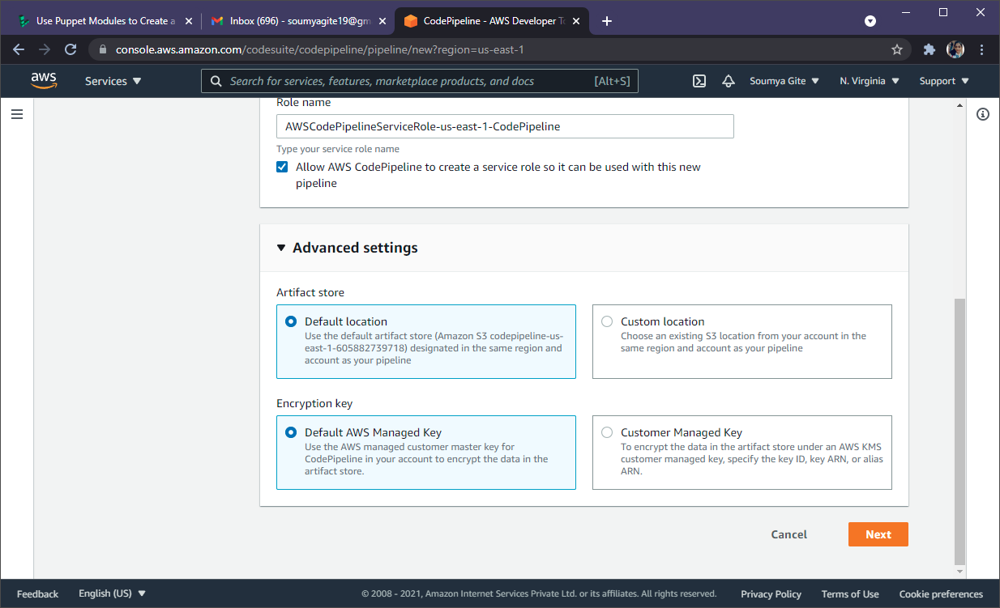 Use Puppet Modules to Create a
Inbox (696) - soumyagite19@gm
CodePipeline - AWS Developer To
console.aws.amazon.com/codesuite/codepipeline/pipeline/new?region=us-east-1
aws
Services
Search for services, features, marketplace products, and docs
[Alt+S]
Soumya Gite
N. Virginia
Support
Role name
AWSCodePipelineServiceRole-us-east-1-CodePipeline
Type your service role name
Allow AWS CodePipeline to create a service role so it can be used with this new
pipeline
Advanced settings
Artifact store
Default location
Use the default artifact store (Amazon S3 codepipeline-us-
east-1-605882739718) designated in the same region and
account as your pipeline
Custom location
Choose an existing S3 location from your account in the
same region and account as your pipeline
Encryption key
Default AWS Managed Key
Use the AWS managed customer master key for
CodePipeline in your account to encrypt the data in the
artifact store.
Customer Managed Key
To encrypt the data in the artifact store under an AWS KMS
customer managed key, specify the key ID, key ARN, or alias
ARN.
Cancel
Next
Feedback
English (US)
© 2008 - 2021, Amazon Internet Services Private Ltd. or its affiliates. All rights reserved.
Privacy Policy
Terms of Use
Cookie preferences